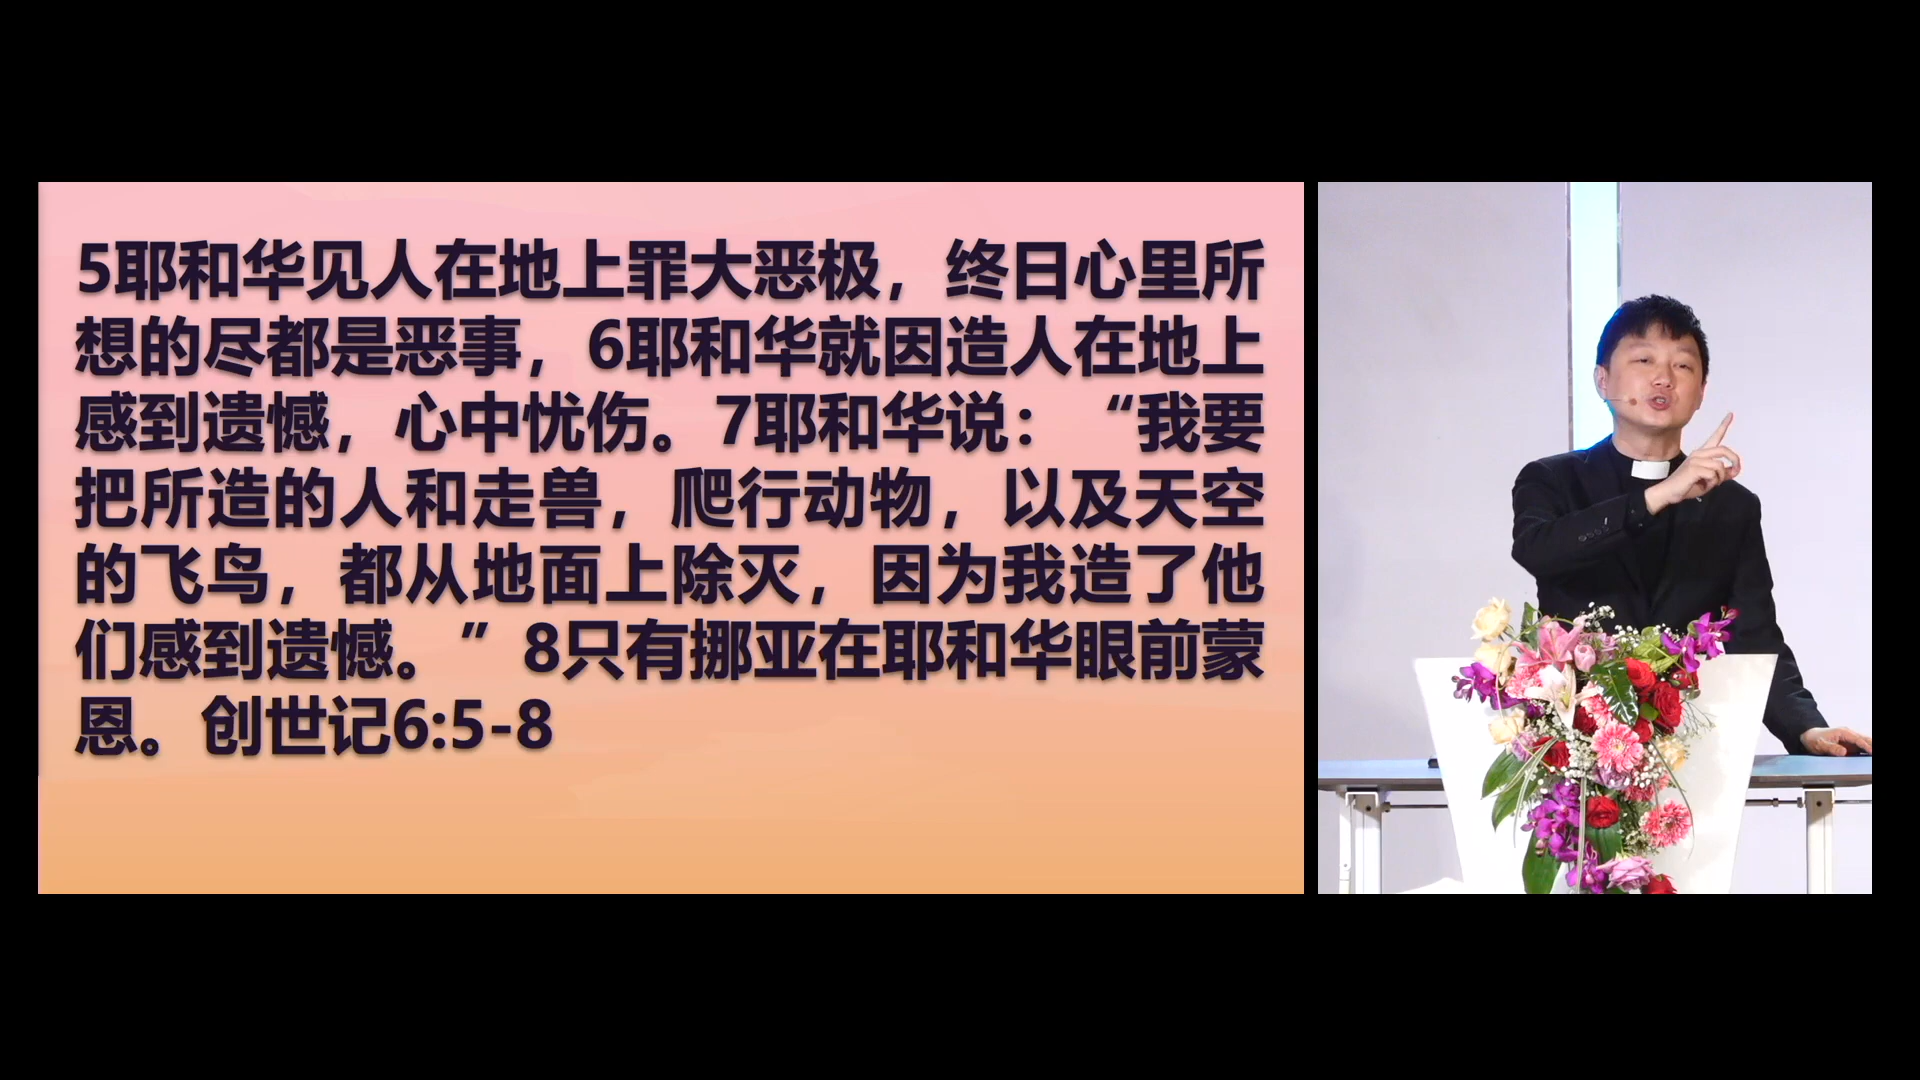 5耶和华见人在地上罪大恶极，终日心里所
想的尽都是恶事，6耶和华就因造人在地上
感到遗憾，心中忧伤。7耶和华说：“我要
把所造的人和走兽，爬行动物，以及天空
的飞鸟，都从地面上除灭，因为我造了他
们感到遗憾。”8只有挪亚在耶和华眼前蒙
恩。创世记6:5-8